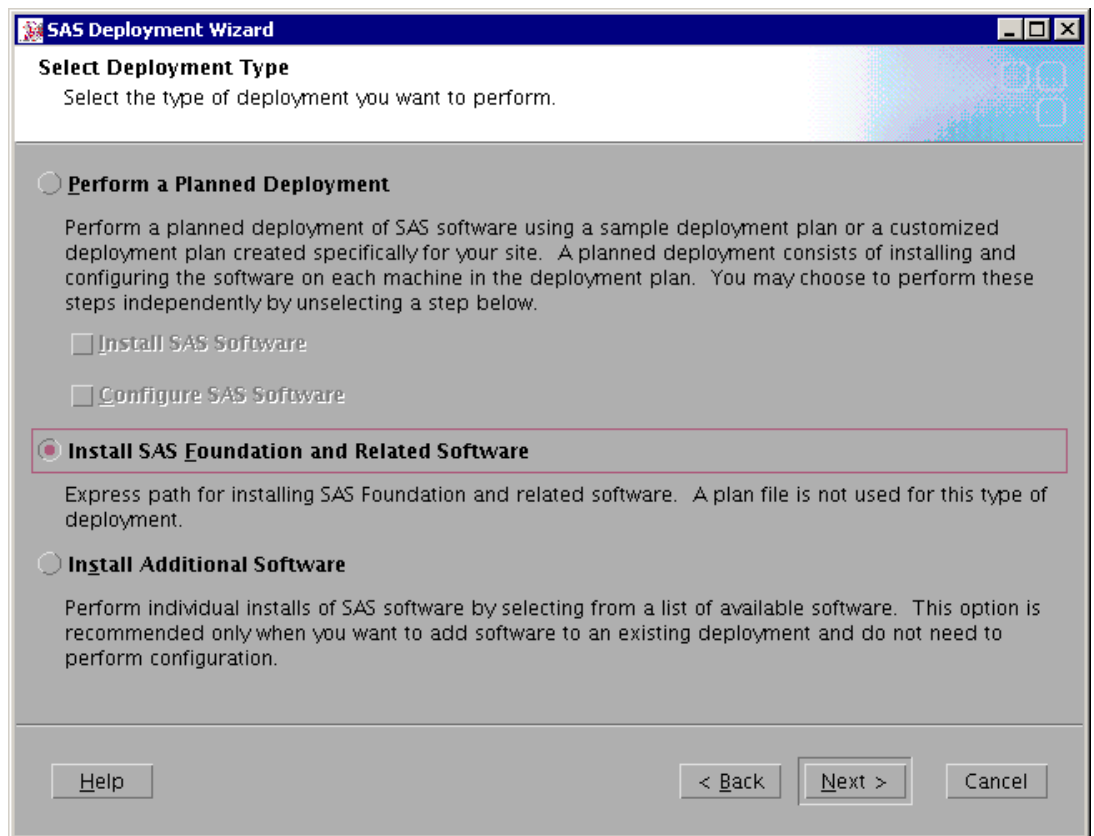 SAS Deployment Wizard
Select Deployment Type
Select the type of deployment you want to perform.
Perform a Planned Deployment
Perform a planned deployment of SAS software using a sample deployment plan or a customized
deployment plan created specifically for your site.  A planned deployment consists of installing and
configuring the software on each machine in the deployment plan.  You may choose to perform these
steps independently by unselecting a step below.
Install SAS Software
Configure SAS Software
Install SAS Foundation and Related Software
Express path for installing SAS Foundation and related software.  A plan file is not used for this type of
deployment.
Install Additional Software
Perform individual installs of SAS software by selecting from a list of available software.  This option is
recommended only when you want to add software to an existing deployment and do not need to
perform configuration.
Help
< Back
Next >
Cancel